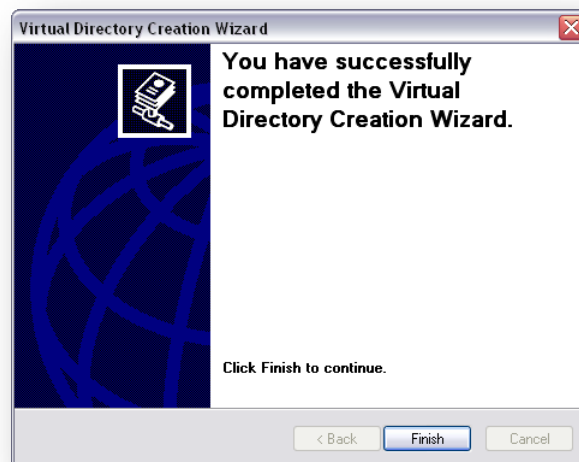 Virtual Directory Creation Wizard
You have successfully
completed the Virtual
Directory Creation Wizard.
Click Finish to continue.
< Back Finish Cancel